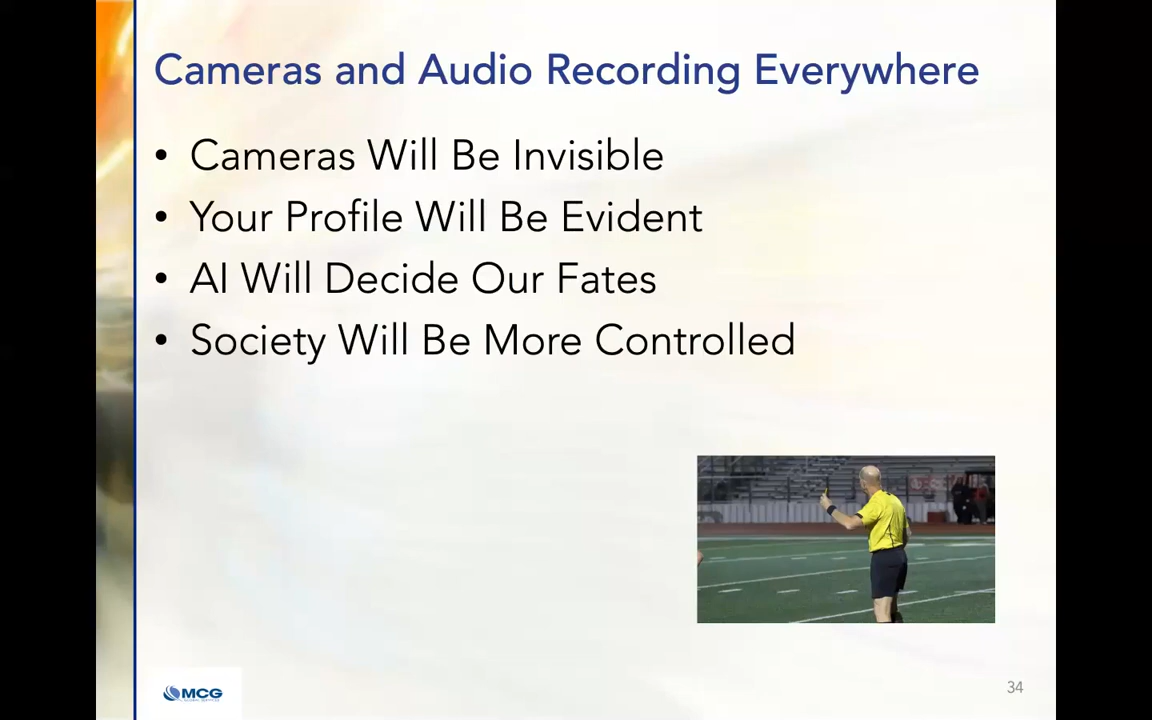 Cameras and Audio Recording Everywhere
• Cameras Will Be Invisible
• Your Profile Will Be Evident
• AI Will Decide Our Fates
• Society Will Be More Controlled
MCG
34